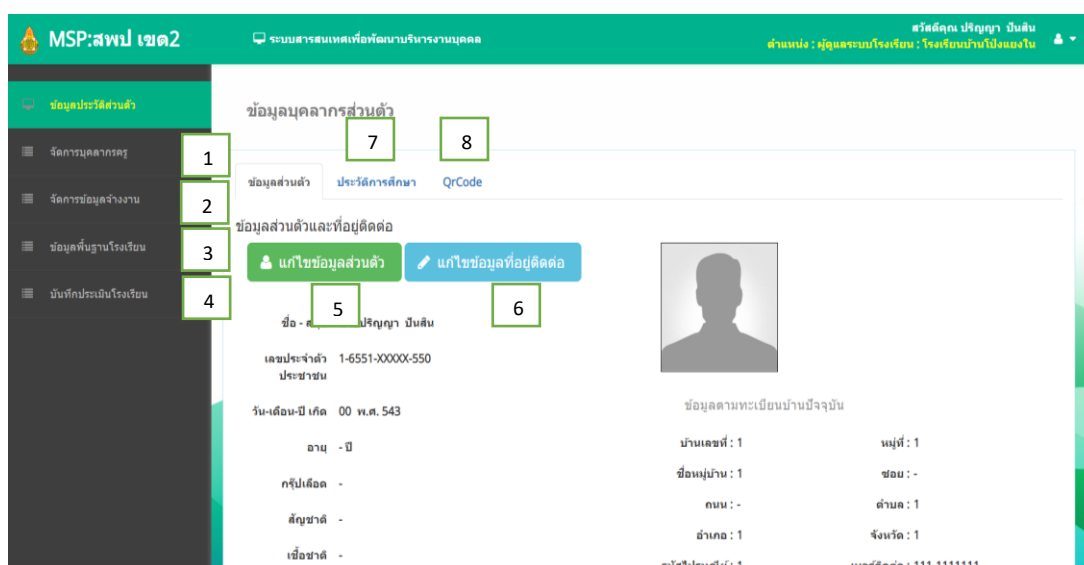 MSP:สพป เขต2
ระบบสารสนเทศเพื่อพัฒนาบริหารงานบุคคล
สวัสดีคุณ ปริญญา ปันสิน
ตำแหน่ง : ผู้ดูแลระบบโรงเรียน : โรงเรียนบ้านโป่งแยงใน
ข้อมูลประวัติส่วนตัว
จัดการบุคลากรครู 1
จัดการข้อมูลจ้างงาน 2
ข้อมูลพื้นฐานโรงเรียน 3
บันทึกประเมินโรงเรียน 4
ข้อมูลบุคลากรส่วนตัว
7 8
ข้อมูลส่วนตัว ประวัติการศึกษา QrCode
ข้อมูลส่วนตัวและที่อยู่ติดต่อ
แก้ไขข้อมูลส่วนตัว แก้ไขข้อมูลที่อยู่ติดต่อ
5 6
ชื่อ - ปริญญา ปันสิน
เลขประจำตัว 1-6551-XXXXX-550
ประชาชน
วัน-เดือน-ปี เกิด 00 พ.ศ. 543
อายุ - ปี
กรุ๊ปเลือด -
สัญชาติ -
เชื้อชาติ -
ข้อมูลตามทะเบียนบ้านปัจจุบัน
บ้านเลขที่ : 1 หมู่ที่ : 1
ชื่อหมู่บ้าน : 1 ซอย : -
ถนน : - ตำบล : 1
อำเภอ : 1 จังหวัด : 1
รหัสไปรษณีย์ : 1 เบอร์ติดต่อ : 111-1111111